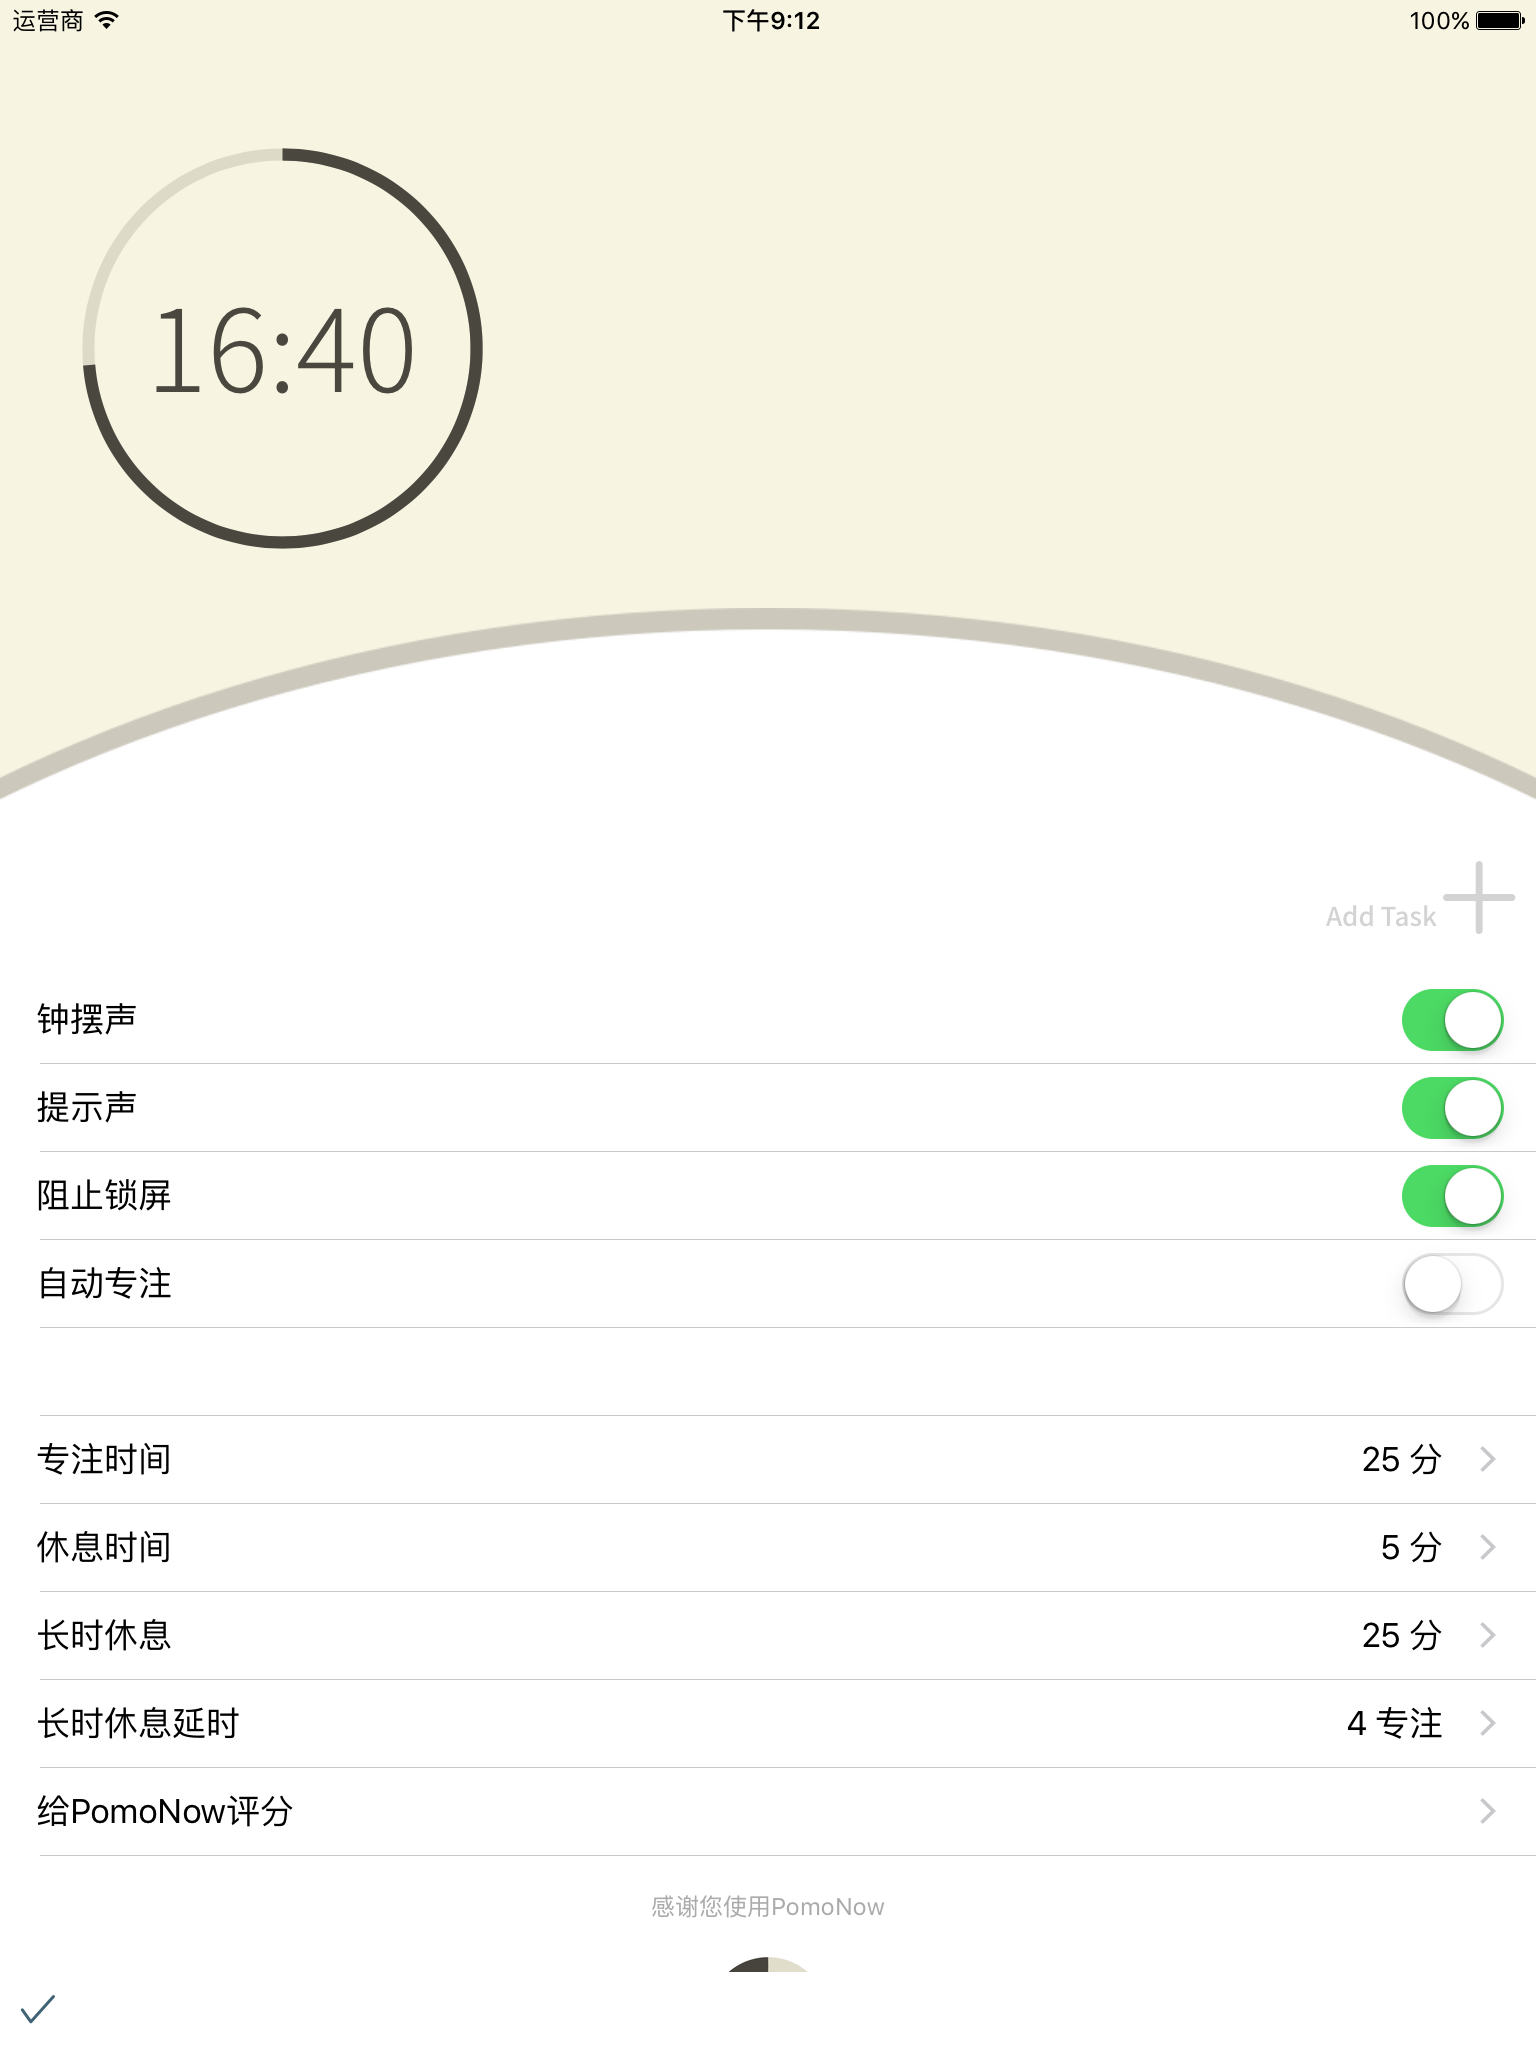 运营商 下午9:12 100%
16:40
Add Task
钟摆声
提示声
阻止锁屏
自动专注
专注时间 25 分
休息时间 5 分
长时休息 25 分
长时休息延时 4 专注
给PomoNow评分
感谢您使用PomoNow